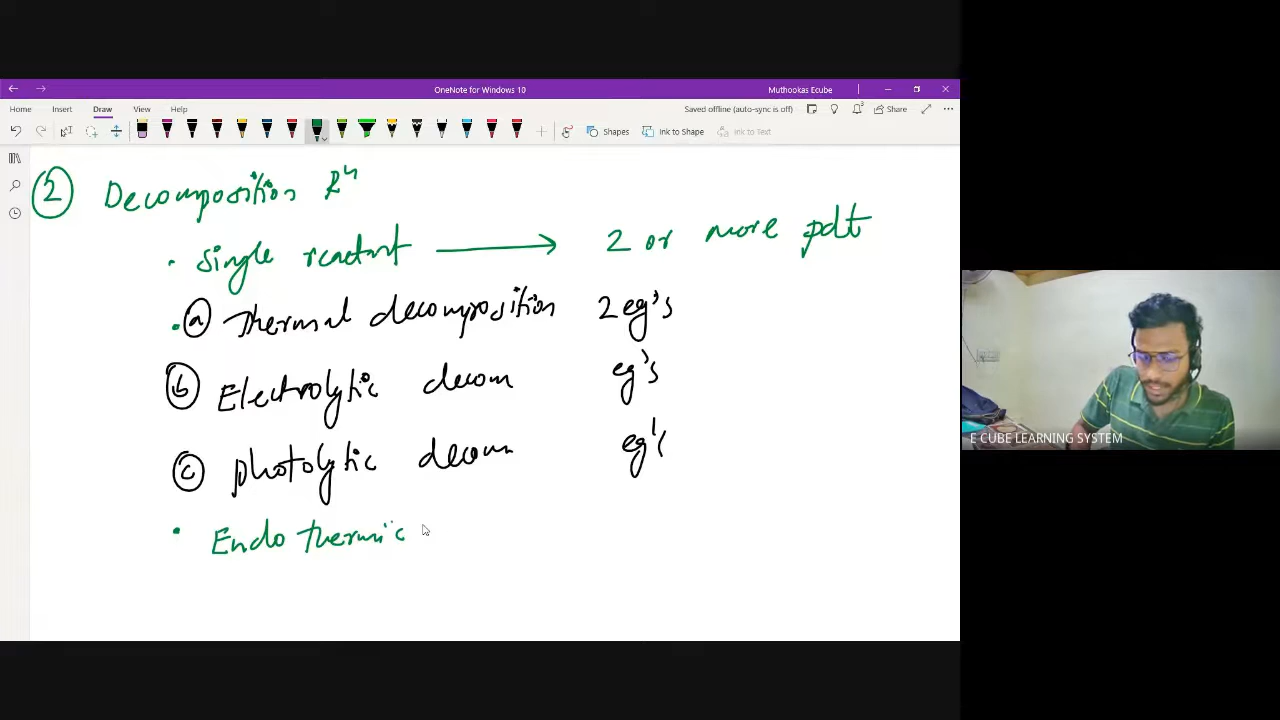 OneNote for Windows 10
Muthookas Ecube
Home Insert Draw View Help
Saved offline (auto-sync is off)
Share
Shapes Ink to Shape Ink to Text
2 Decomposition Rn
• Single reactant → 2 or more pdt
• a Thermal decomposition 2 eg's
b Electrolytic decom eg's
c photolytic decom eg's
• Endothermic
E CUBE LEARNING SYSTEM